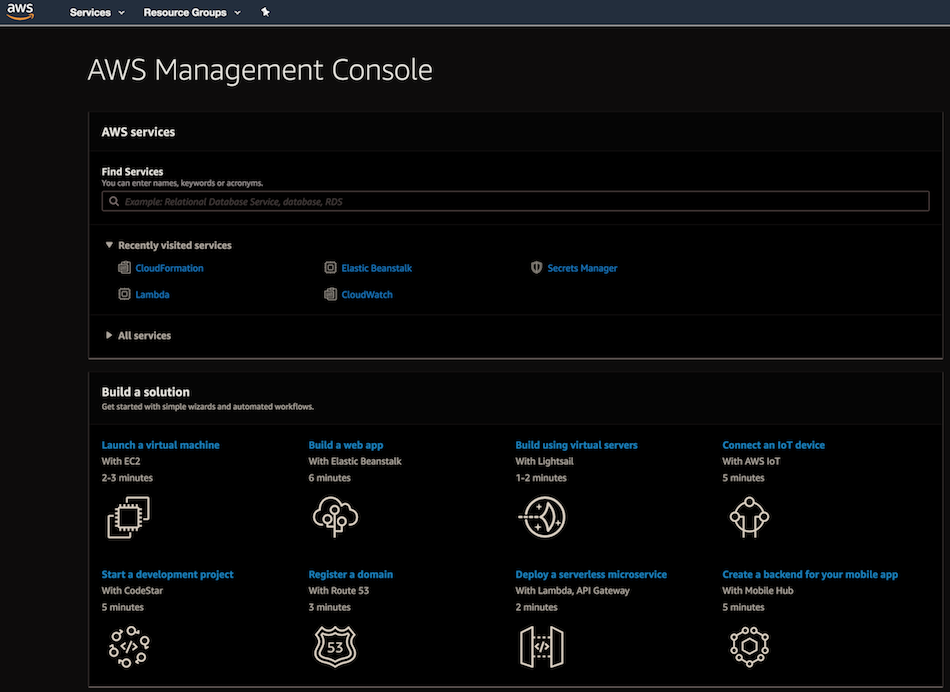 aws Services Resource Groups
AWS Management Console
AWS services
Find Services
You can enter names, keywords or acronyms.
Example: Relational Database Service, database, RDS
Recently visited services
CloudFormation Elastic Beanstalk Secrets Manager
Lambda CloudWatch
All services
Build a solution
Get started with simple wizards and automated workflows.
Launch a virtual machine Build a web app Build using virtual servers Connect an IoT device
With EC2 With Elastic Beanstalk With Lightsail With AWS IoT
2-3 minutes 6 minutes 1-2 minutes 5 minutes
Start a development project Register a domain Deploy a serverless microservice Create a backend for your mobile app
With CodeStar With Route 53 With Lambda, API Gateway With Mobile Hub
5 minutes 3 minutes 2 minutes 5 minutes
</> 53 </>